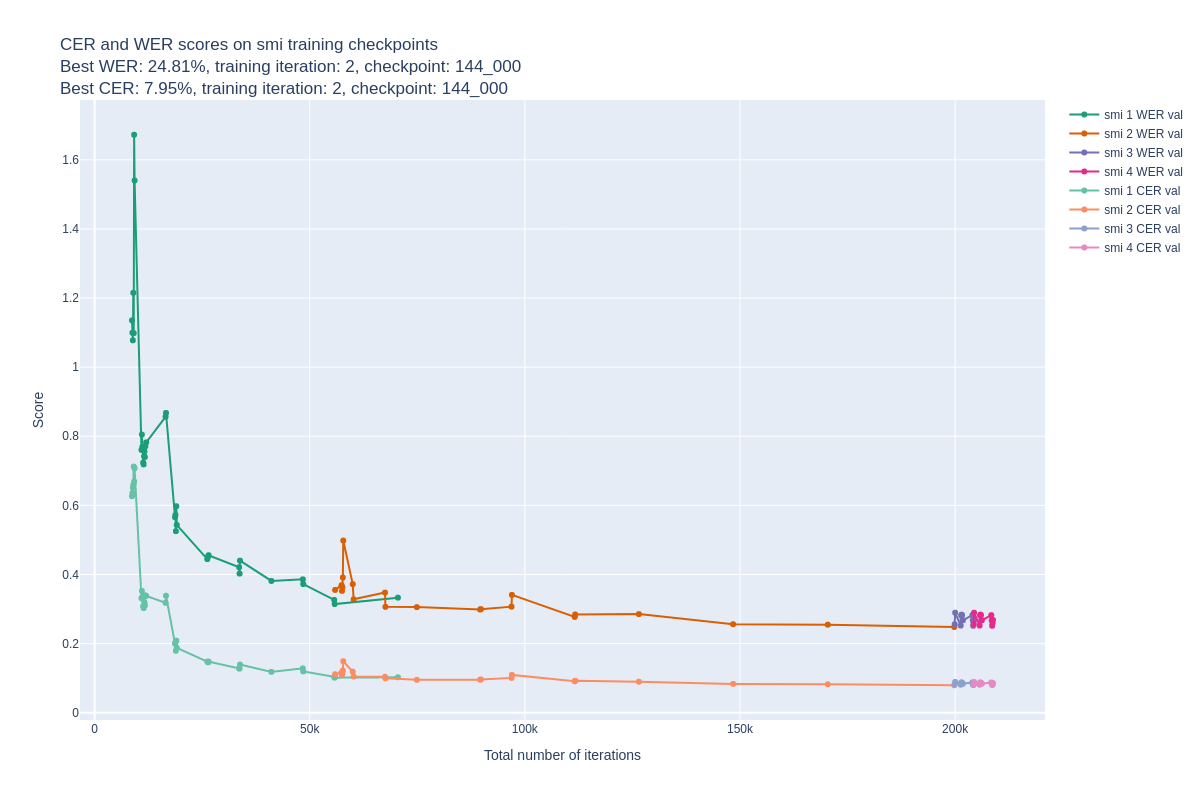 CER and WER scores on smi training checkpoints
Best WER: 24.81%, training iteration: 2, checkpoint: 144_000
Best CER: 7.95%, training iteration: 2, checkpoint: 144_000
smi 1 WER val
smi 2 WER val
smi 3 WER val
smi 4 WER val
smi 1 CER val
smi 2 CER val
smi 3 CER val
smi 4 CER val
1.6
1.4
1.2
1
0.8
0.6
0.4
0.2
0
Score
0 50k 100k 150k 200k
Total number of iterations